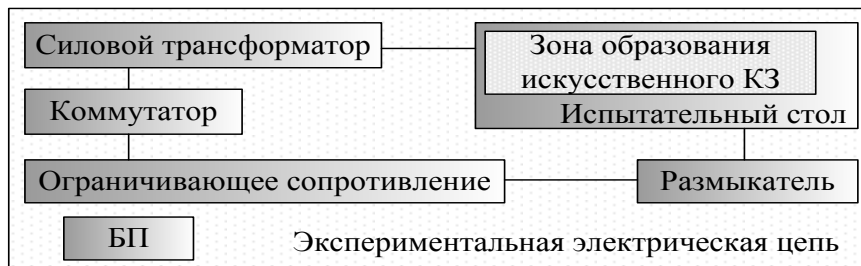 Силовой трансформатор
Зона образования
искусственного КЗ
Коммутатор
Испытательный стол
Ограничивающее сопротивление
Размыкатель
БП
Экспериментальная электрическая цепь